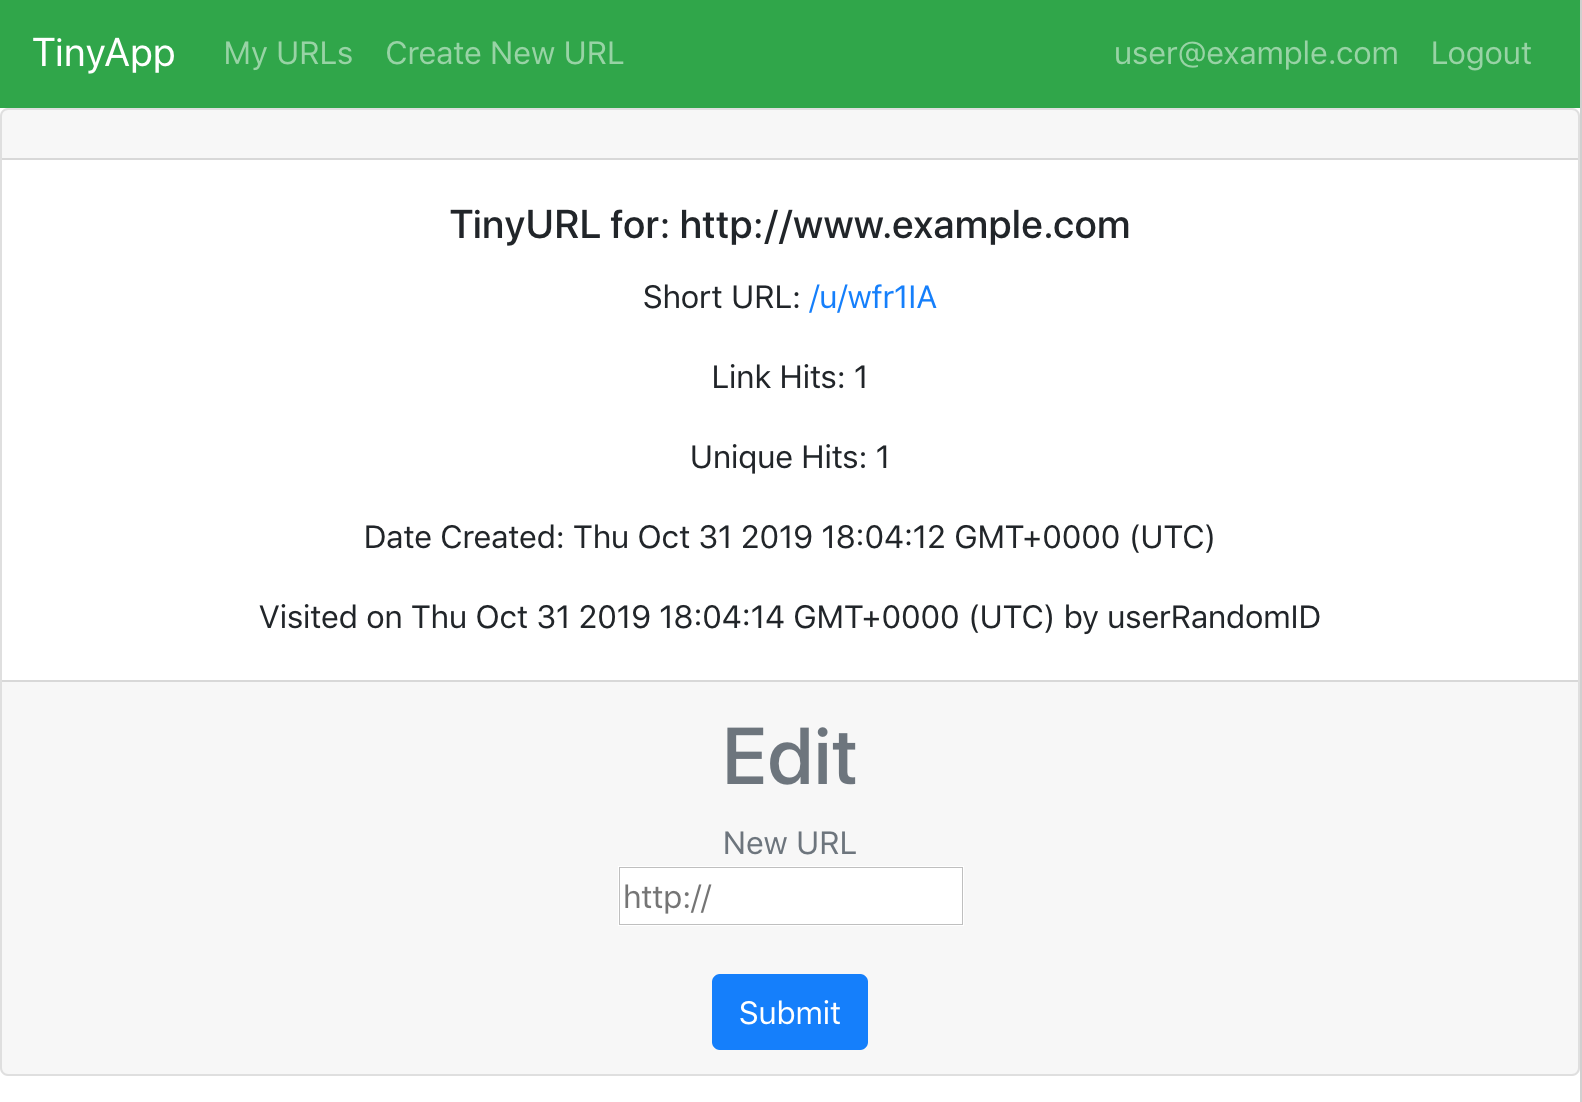 TinyApp My URLs Create New URL user@example.com Logout
TinyURL for: http://www.example.com
Short URL: /u/wfr1IA
Link Hits: 1
Unique Hits: 1
Date Created: Thu Oct 31 2019 18:04:12 GMT+0000 (UTC)
Visited on Thu Oct 31 2019 18:04:14 GMT+0000 (UTC) by userRandomID
Edit
New URL
http://
Submit